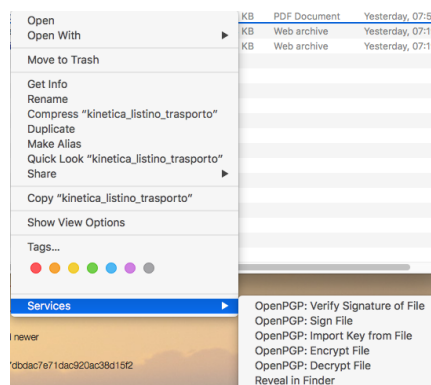 Open
KB PDF Document Yesterday, 07:5
Open With
KB Web archive Yesterday, 07:1
KB Web archive Yesterday, 07:1
Move to Trash
Get Info
Rename
Compress “kinetica_listino_trasporto”
Duplicate
Make Alias
Quick Look “kinetica_listino_trasporto”
Share
Copy “kinetica_listino_trasporto”
Show View Options
Tags...
Services
OpenPGP: Verify Signature of File
OpenPGP: Sign File
OpenPGP: Import Key from File
OpenPGP: Encrypt File
OpenPGP: Decrypt File
Reveal in Finder
newer
dbdac7e71dac920ac38d15f2